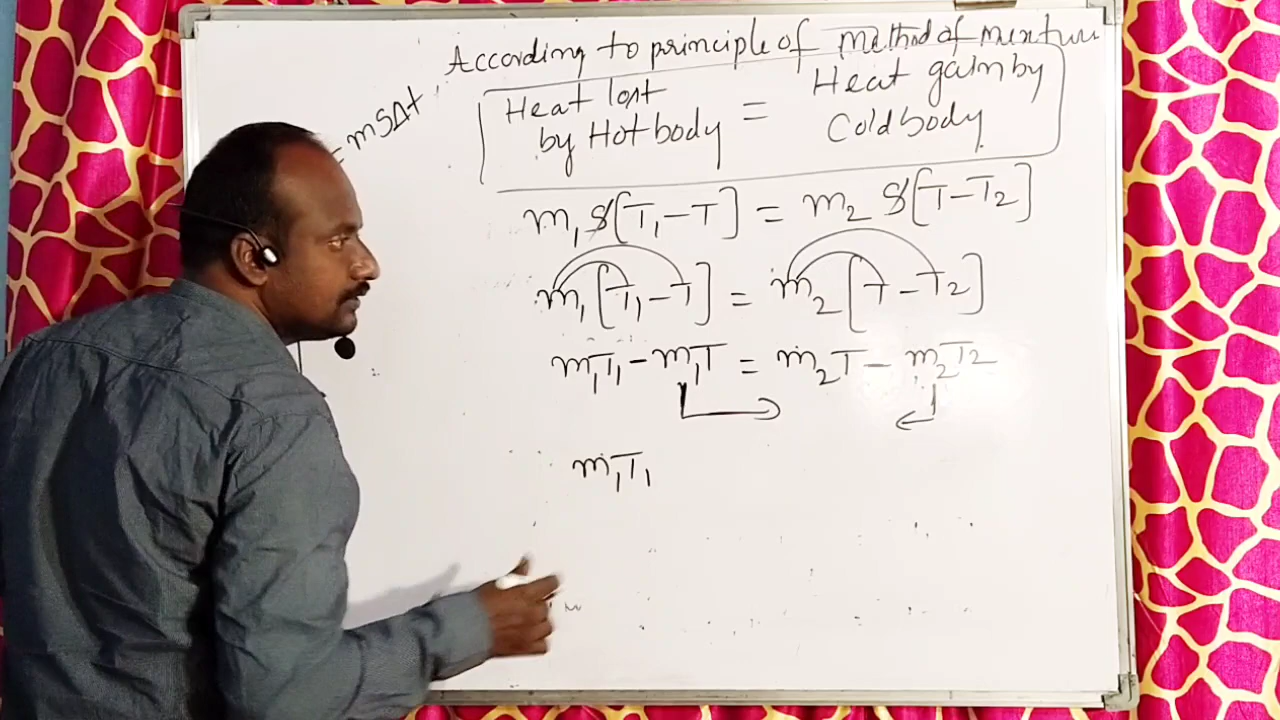 According to principle of method of mixture
= mSΔt
Heat lost by Hot body = Heat gain by Cold body
m₁S[T₁-T] = m₂ S[T-T₂]
m₁[T₁-T] = m₂[T-T₂]
m₁T₁-m₁T = m₂T-m₂T₂
m₁T₁